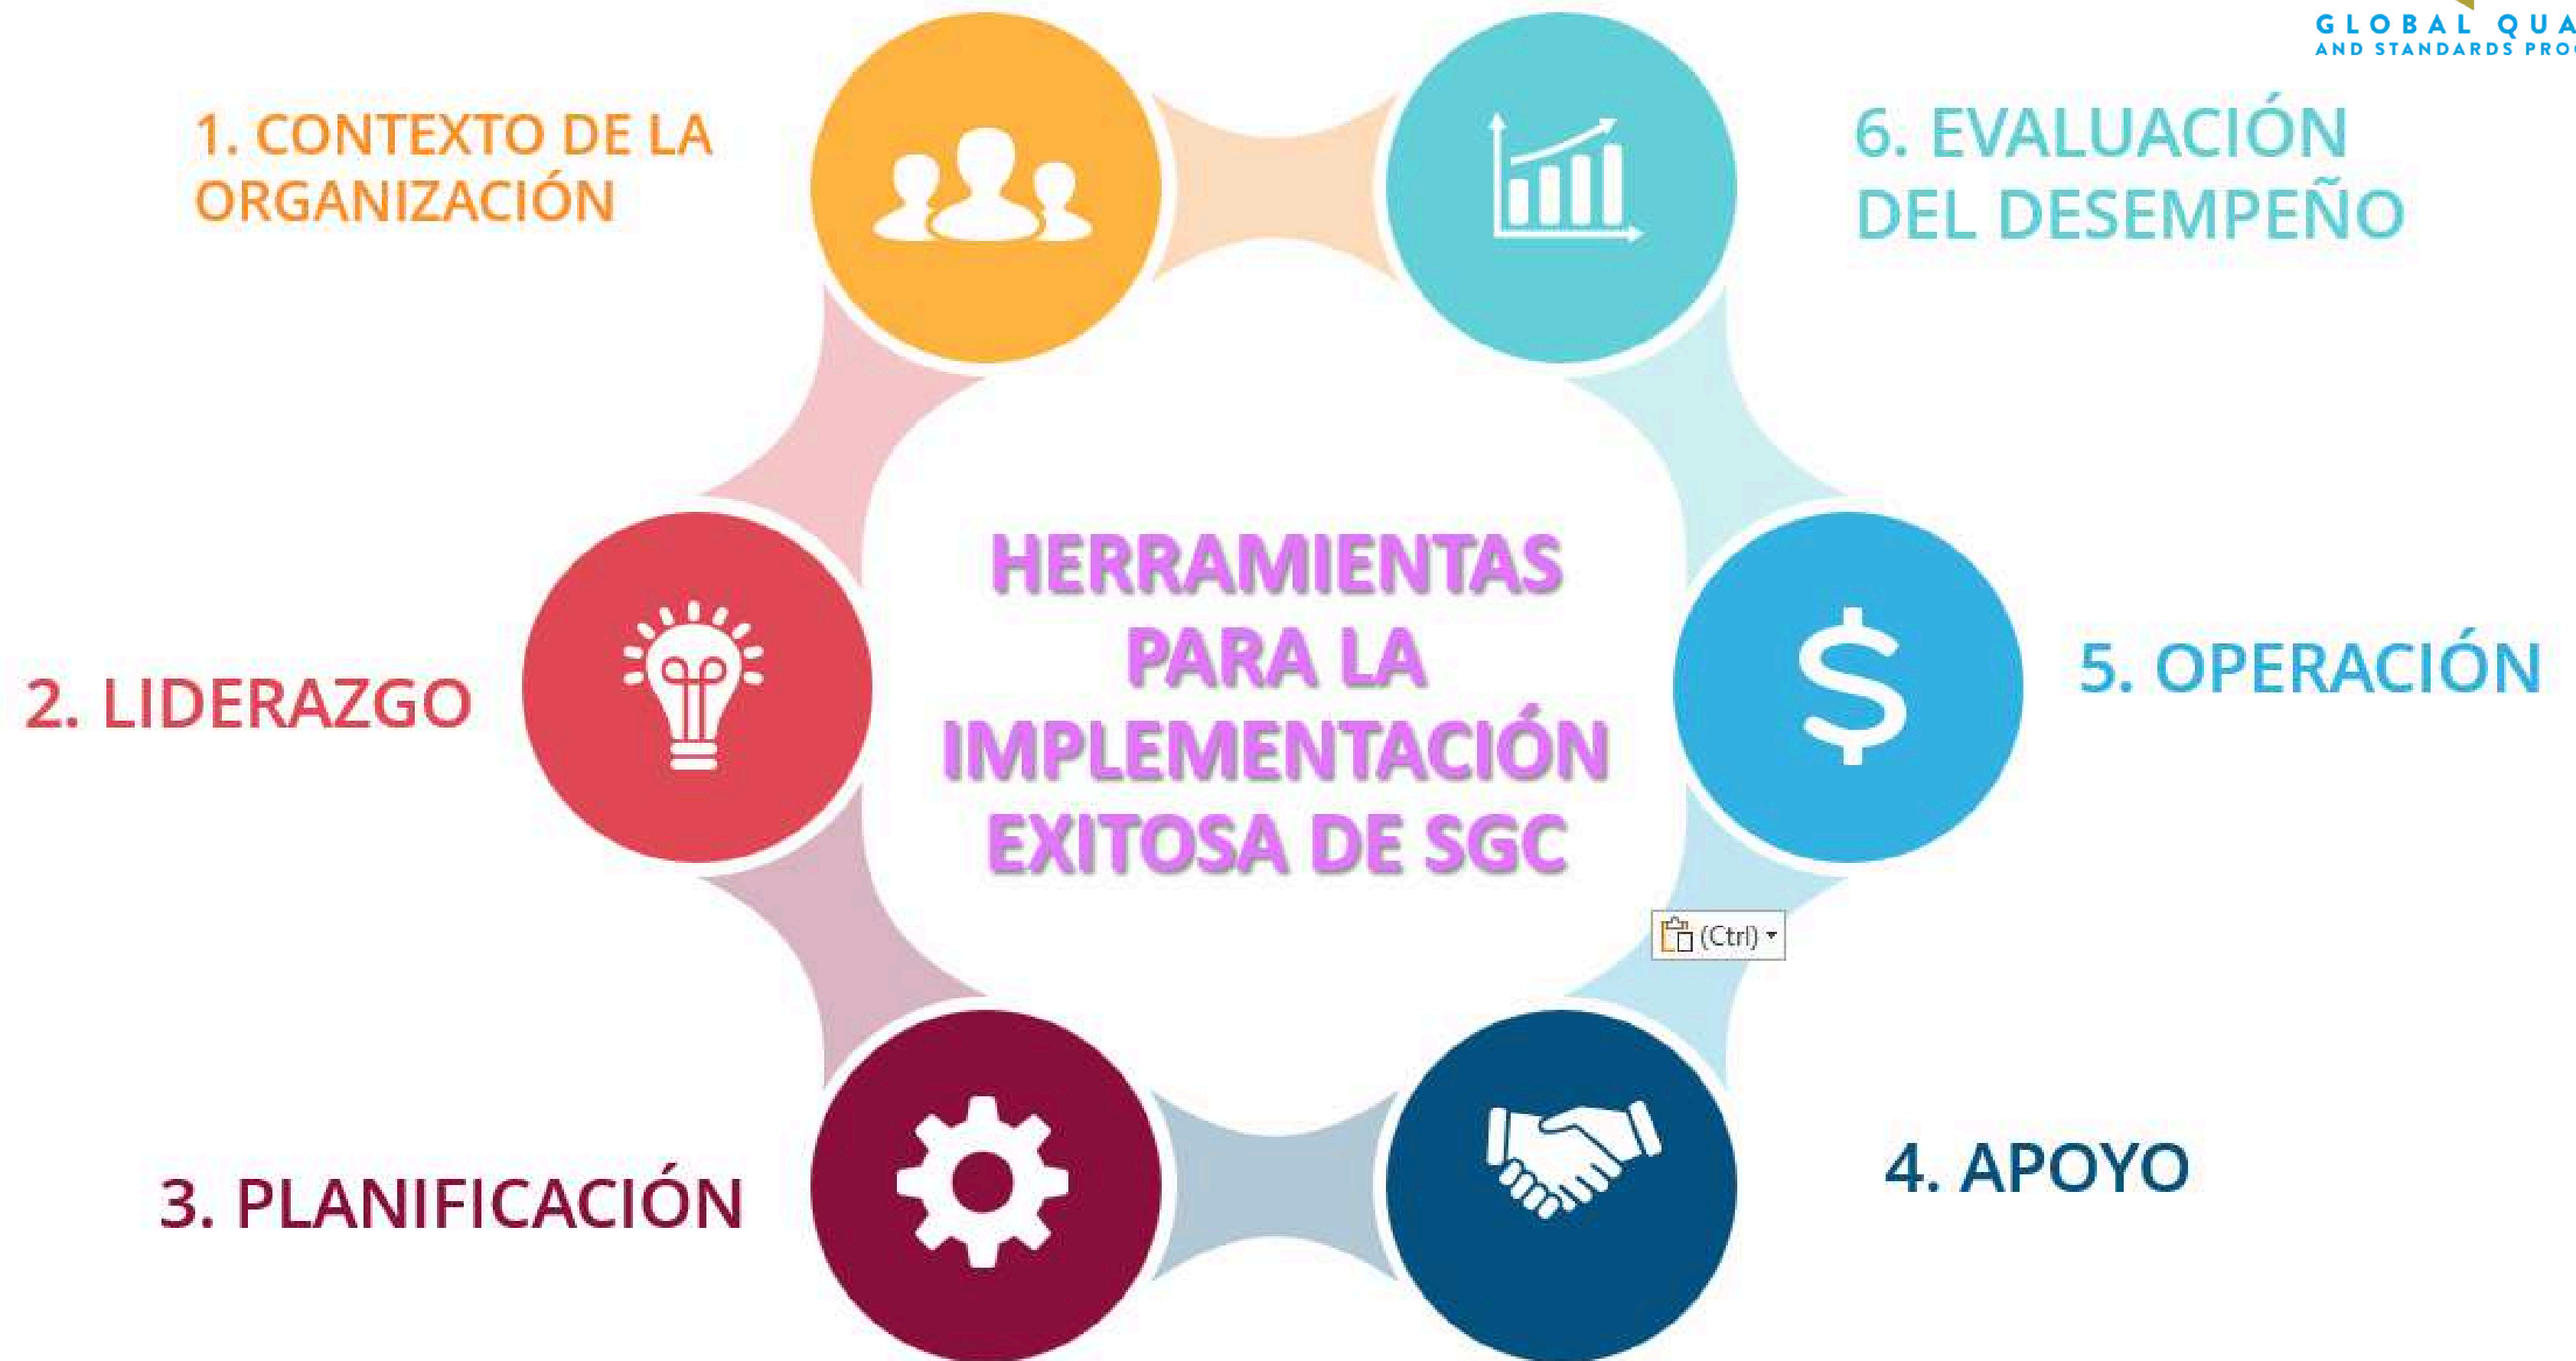 GLOBAL QUA
AND STANDARDS PRO
1. CONTEXTO DE LA
ORGANIZACIÓN
6. EVALUACIÓN
DEL DESEMPEÑO
HERRAMIENTAS
PARA LA
IMPLEMENTACIÓN
EXITOSA DE SGC
2. LIDERAZGO
5. OPERACIÓN
(Ctrl)
3. PLANIFICACIÓN
4. APOYO